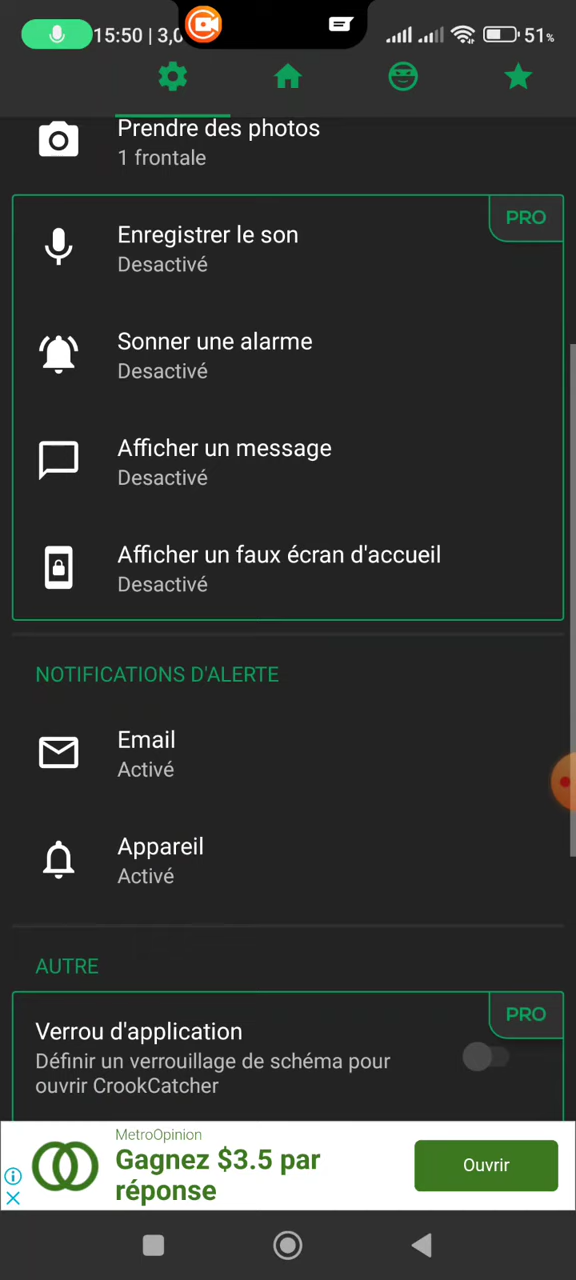 15:50 | 3,0
51%
Prendre des photos
1 frontale
PRO
Enregistrer le son
Desactivé
Sonner une alarme
Desactivé
Afficher un message
Desactivé
Afficher un faux écran d'accueil
Desactivé
NOTIFICATIONS D'ALERTE
Email
Activé
Appareil
Activé
AUTRE
PRO
Verrou d'application
Définir un verrouillage de schéma pour
ouvrir CrookCatcher
MetroOpinion
Gagnez $3.5 par
réponse
Ouvrir